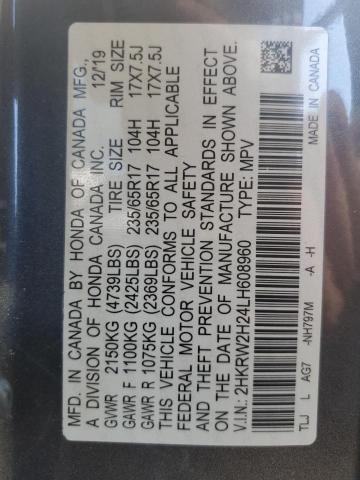 MFD. IN CANADA BY HONDA OF CANADA MFG.,
A DIVISION OF HONDA CANADA INC. 12/19
TIRE SIZE RIM SIZE
GVWR 2150KG (4739LBS)
GAWR F 1100KG (2425LBS) 235/65R17 104H 17X7.5J
GAWR R 1075KG (2369LBS) 235/65R17 104H 17X7.5J
THIS VEHICLE CONFORMS TO ALL APPLICABLE
FEDERAL MOTOR VEHICLE SAFETY
AND THEFT PREVENTION STANDARDS IN EFFECT
ON THE DATE OF MANUFACTURE SHOWN ABOVE.
V.I.N.: 2HKRW2H24LH608960 MPV
TLJ L AG7 -NH797M -A -H
MADE IN CANADA